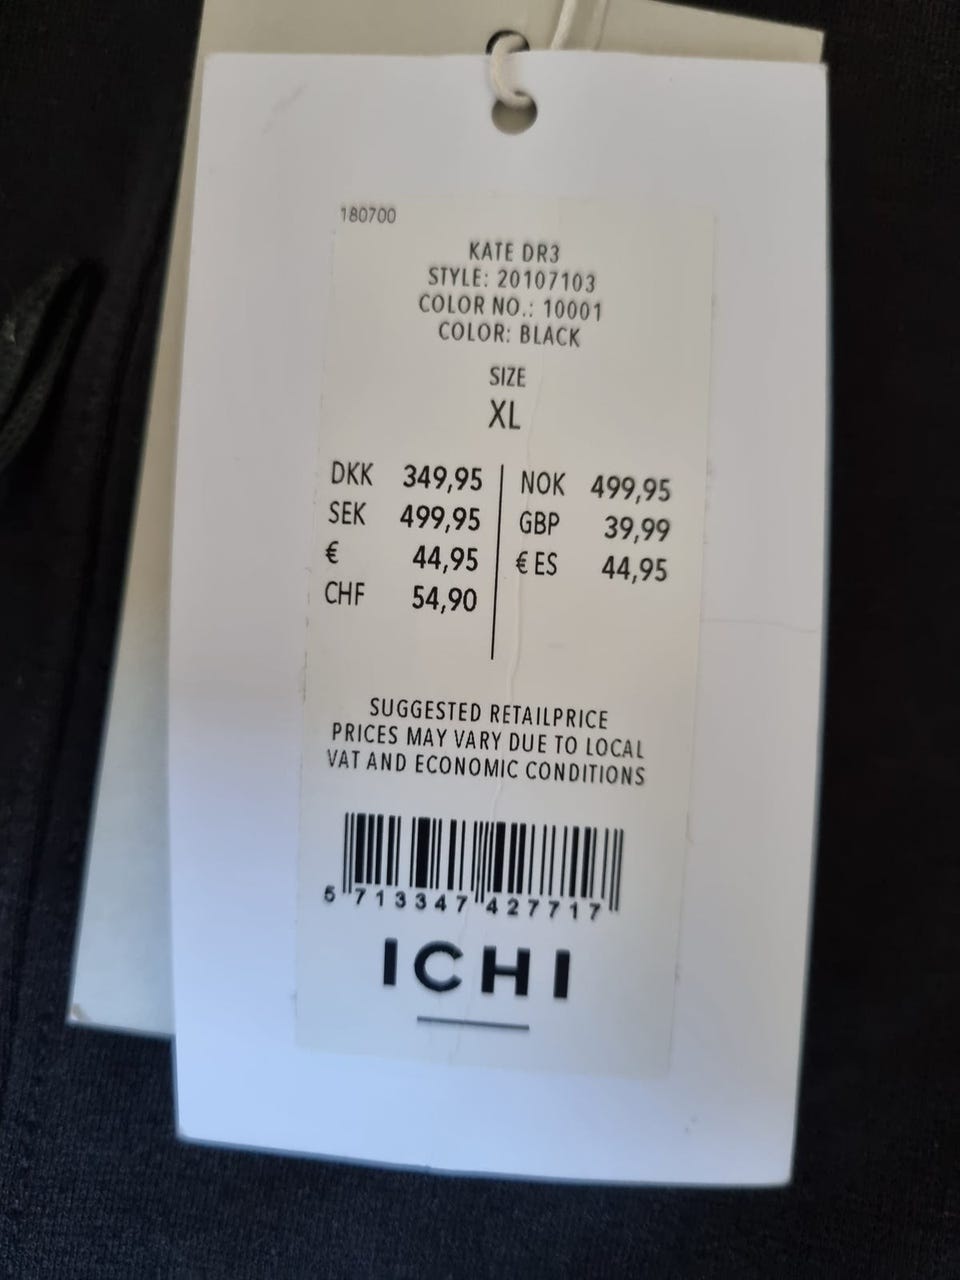 180700
KATE DR3
STYLE: 20107103
COLOR NO.: 10001
COLOR: BLACK
SIZE
XL
DKK 349,95 NOK 499,95
SEK 499,95 GBP 39,99
€ 44,95 € ES 44,95
CHF 54,90
SUGGESTED RETAILPRICE
PRICES MAY VARY DUE TO LOCAL
VAT AND ECONOMIC CONDITIONS
5 713347 427717
ICHI